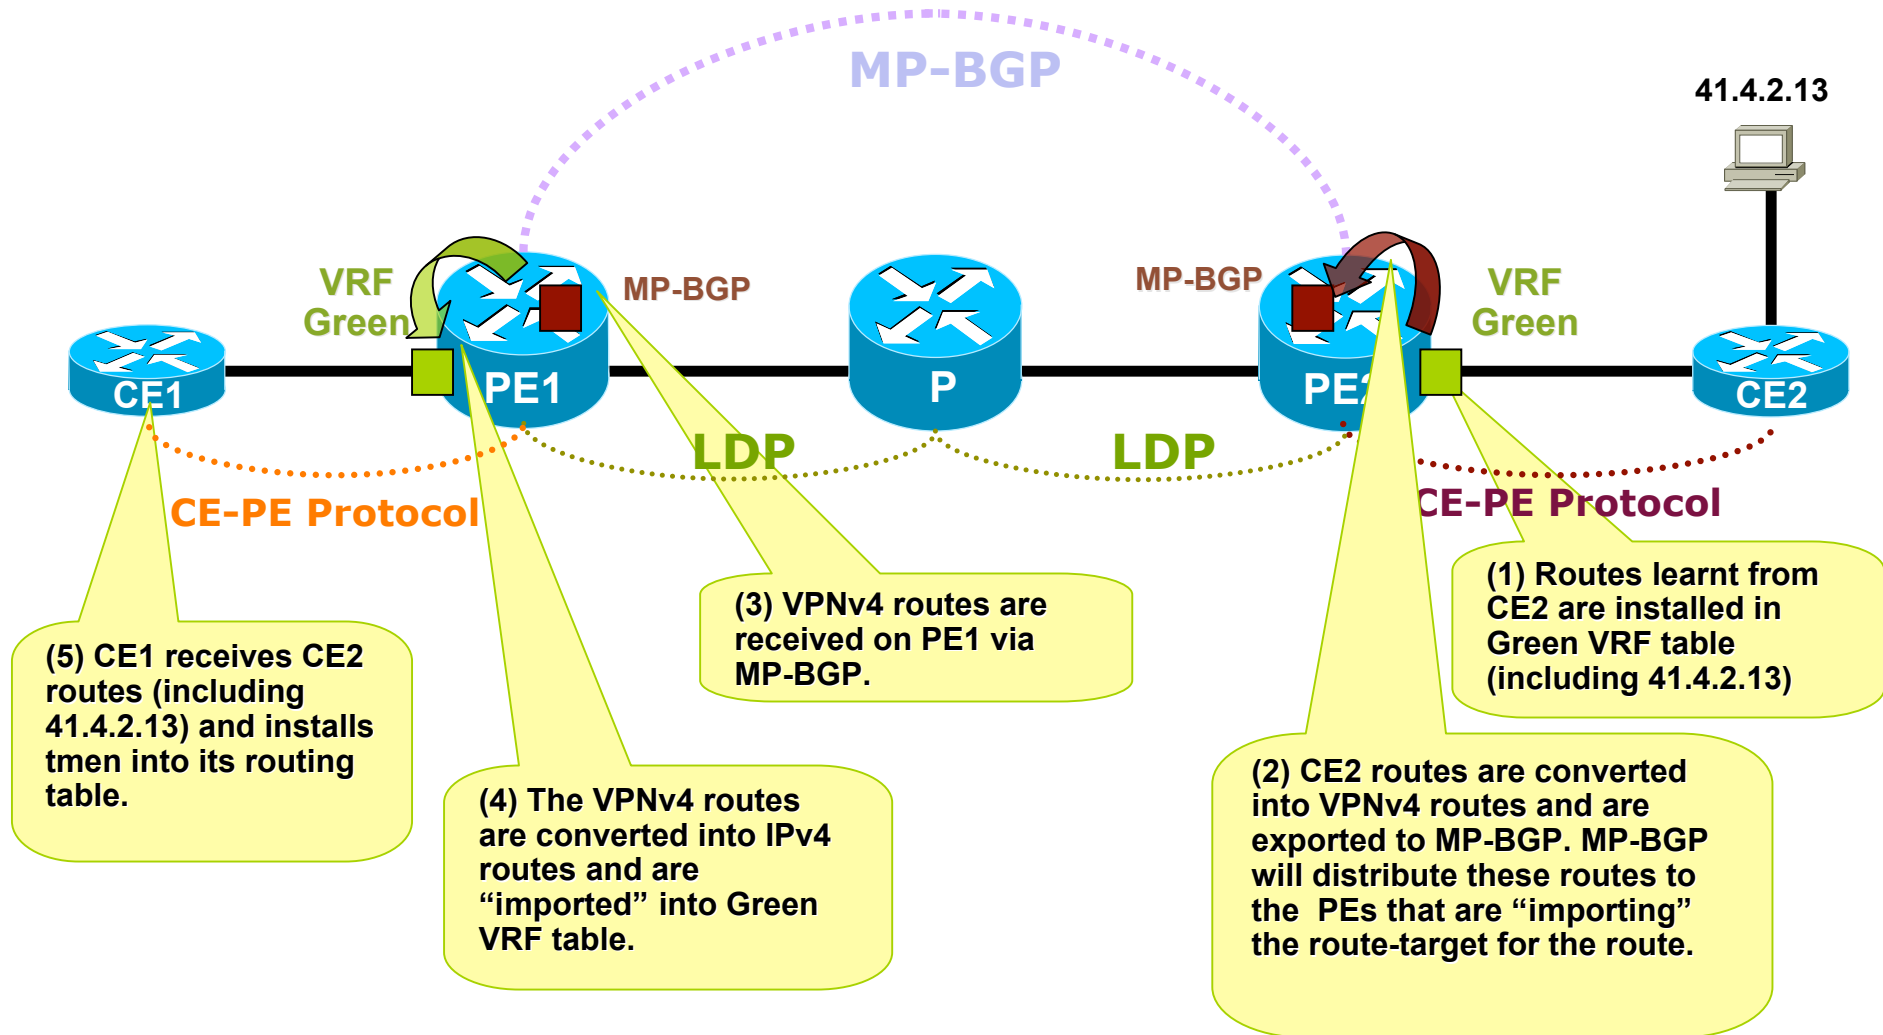 MP-BGP
41.4.2.13
VRF
Green
MP-BGP
MP-BGP
VRF
Green
CE1
PE1
P
PE2
CE2
LDP
LDP
CE-PE Protocol
CE-PE Protocol
(1) Routes learnt from
CE2 are installed in
Green VRF table
(including 41.4.2.13)
(3) VPNv4 routes are
received on PE1 via
MP-BGP.
(5) CE1 receives CE2
routes (including
41.4.2.13) and installs
tmen into its routing
table.
(4) The VPNv4 routes
are converted into IPv4
routes and are
“imported” into Green
VRF table.
(2) CE2 routes are converted
into VPNv4 routes and are
exported to MP-BGP. MP-BGP
will distribute these routes to
the PEs that are “importing”
the route-target for the route.